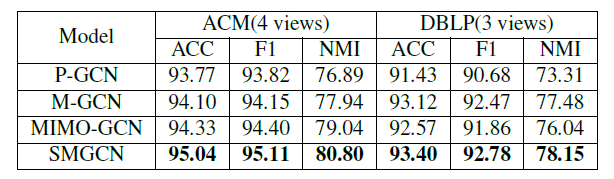 Model ACM(4 views) DBLP(3 views)
ACC F1 NMI ACC F1 NMI
P-GCN 93.77 93.82 76.89 91.43 90.68 73.31
M-GCN 94.10 94.15 77.94 93.12 92.47 77.48
MIMO-GCN 94.33 94.40 79.04 92.57 91.86 76.04
SMGCN 95.04 95.11 80.80 93.40 92.78 78.15